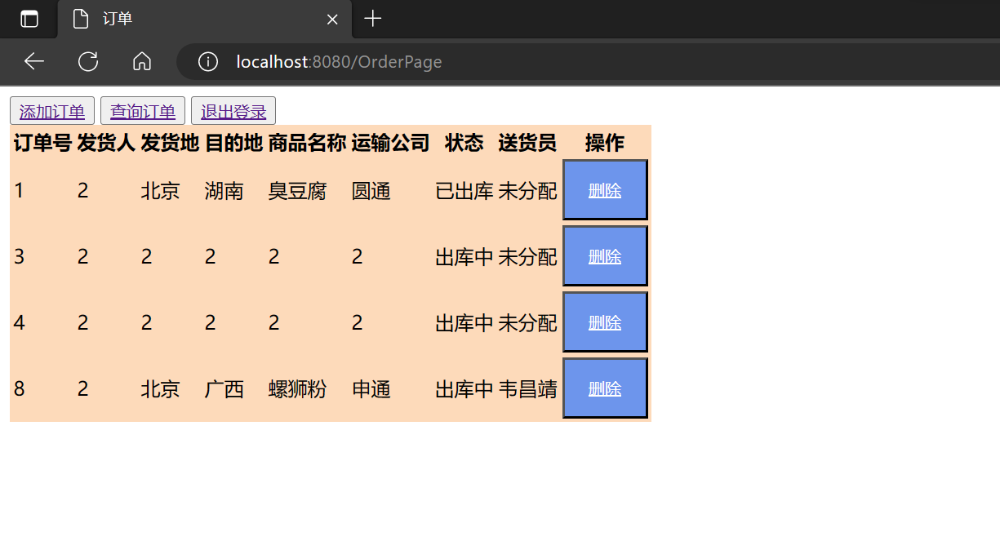 订单
localhost:8080/OrderPage
添加订单 查询订单 退出登录
订单号 发货人 发货地 目的地 商品名称 运输公司 状态 送货员 操作
1 2 北京 湖南 臭豆腐 圆通 已出库 未分配 删除
3 2 2 2 2 2 出库中 未分配 删除
4 2 2 2 2 2 出库中 未分配 删除
8 2 北京 广西 螺狮粉 申通 出库中 韦昌靖 删除